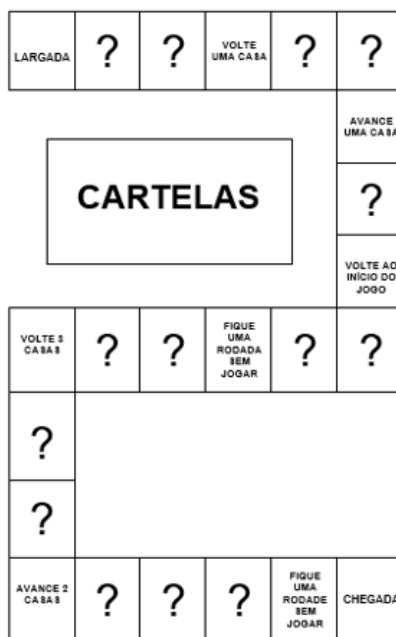 LARGADA
?
?
VOLTE
UMA CASA
?
?
AVANCE
UMA CASA
CARTELAS
?
VOLTE AO
INÍCIO DO
JOGO
VOLTE 3
CASAS
?
?
FIQUE
UMA
RODADA
SEM
JOGAR
?
?
?
?
AVANCE 2
CASAS
?
?
?
FIQUE
UMA
RODADE
SEM
JOGAR
CHEGADA